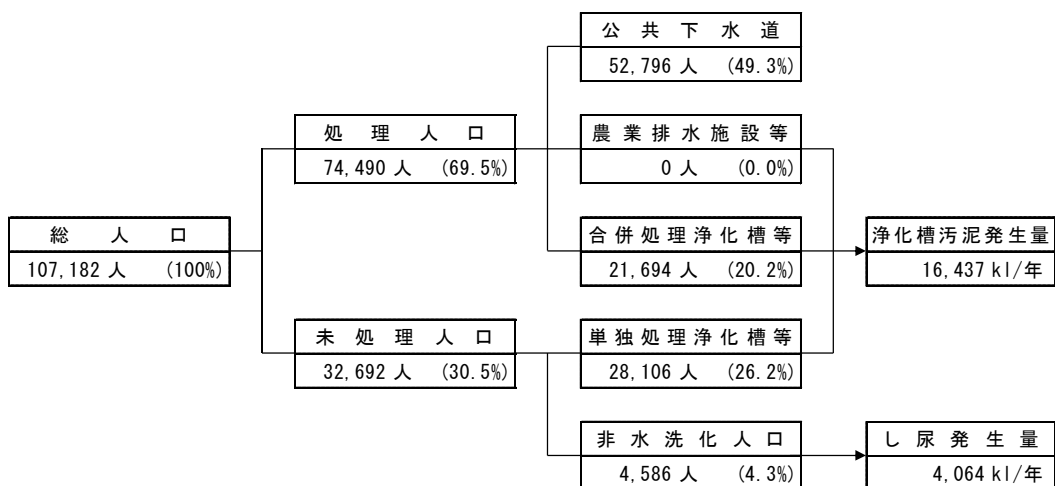 公共下水道
52,796 人 (49.3%)
処理人口
74,490 人 (69.5%)
農業排水施設等
0 人 (0.0%)
総人口
107,182 人 (100%)
合併処理浄化槽等
21,694 人 (20.2%)
浄化槽汚泥発生量
16,437 kl/年
未処理人口
32,692 人 (30.5%)
単独処理浄化槽等
28,106 人 (26.2%)
非水洗化人口
4,586 人 (4.3%)
し尿発生量
4,064 kl/年